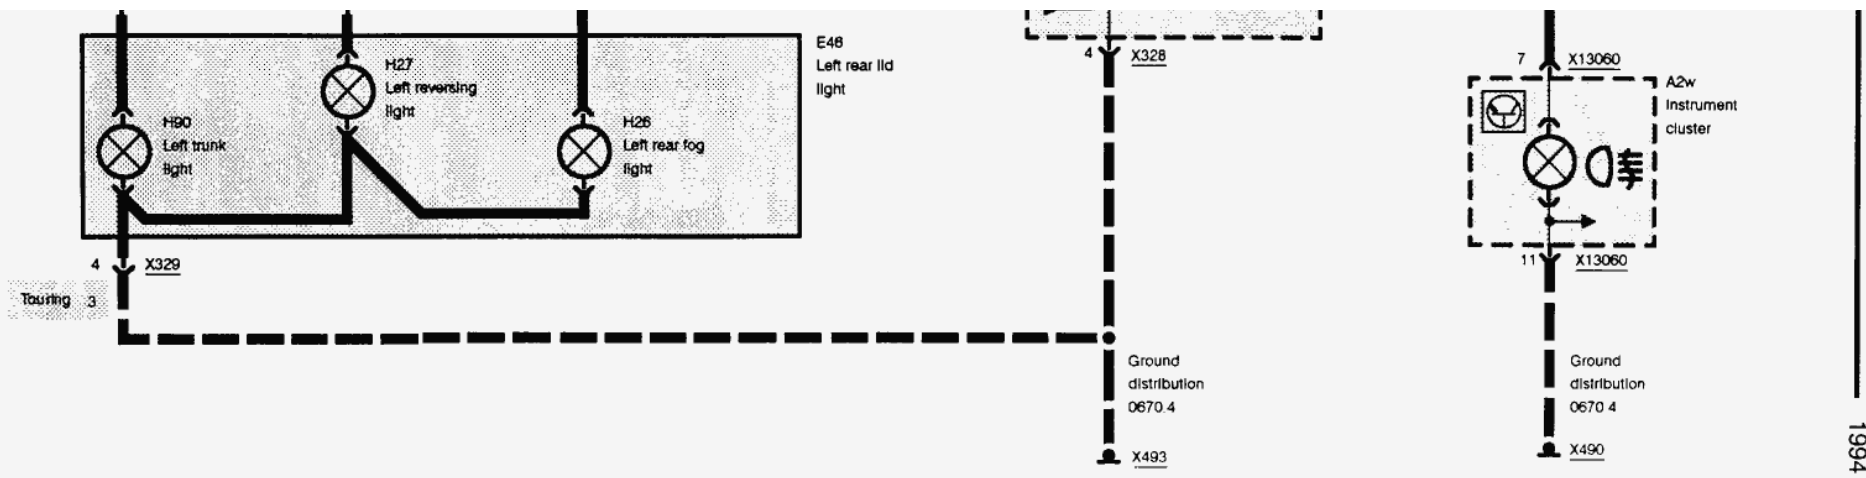 E46
Left rear lid
light
H27
Left reversing
light
H90
Left trunk
light
H26
Left rear fog
light
4 X329
Touring 3
4 X328
Ground
distribution
0670.4
X493
7 X13060
A2w
Instrument
cluster
11 X13060
Ground
distribution
0670 4
X490
1994